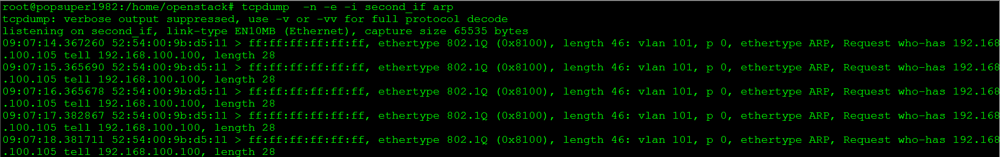 root@popsuper1982:/home/openstack# tcpdump  -n -e -i second_if arp
tcpdump: verbose output suppressed, use -v or -vv for full protocol decode
listening on second_if, link-type EN10MB (Ethernet), capture size 65535 bytes
09:07:14.367260 52:54:00:9b:d5:11 > ff:ff:ff:ff:ff:ff, ethertype 802.1Q (0x8100), length 46: vlan 101, p 0, ethertype ARP, Request who-has 192.168
.100.105 tell 192.168.100.100, length 28
09:07:15.365690 52:54:00:9b:d5:11 > ff:ff:ff:ff:ff:ff, ethertype 802.1Q (0x8100), length 46: vlan 101, p 0, ethertype ARP, Request who-has 192.168
.100.105 tell 192.168.100.100, length 28
09:07:16.365678 52:54:00:9b:d5:11 > ff:ff:ff:ff:ff:ff, ethertype 802.1Q (0x8100), length 46: vlan 101, p 0, ethertype ARP, Request who-has 192.168
.100.105 tell 192.168.100.100, length 28
09:07:17.382867 52:54:00:9b:d5:11 > ff:ff:ff:ff:ff:ff, ethertype 802.1Q (0x8100), length 46: vlan 101, p 0, ethertype ARP, Request who-has 192.168
.100.105 tell 192.168.100.100, length 28
09:07:18.381711 52:54:00:9b:d5:11 > ff:ff:ff:ff:ff:ff, ethertype 802.1Q (0x8100), length 46: vlan 101, p 0, ethertype ARP, Request who-has 192.168
.100.105 tell 192.168.100.100, length 28